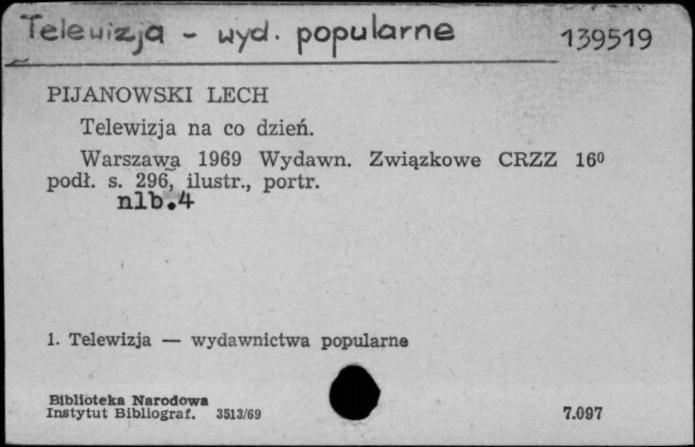 Telewizja - wyd. popularne 139519
PIJANOWSKI LECH
Telewizja na co dzień.
Warszawa 1969 Wydawn. Związkowe CRZZ 16⁰
podł. s. 296, ilustr., portr.
nlb.4
1. Telewizja — wydawnictwa popularne
Biblioteka Narodowa
Instytut Bibliograf. 3513/69 7.097